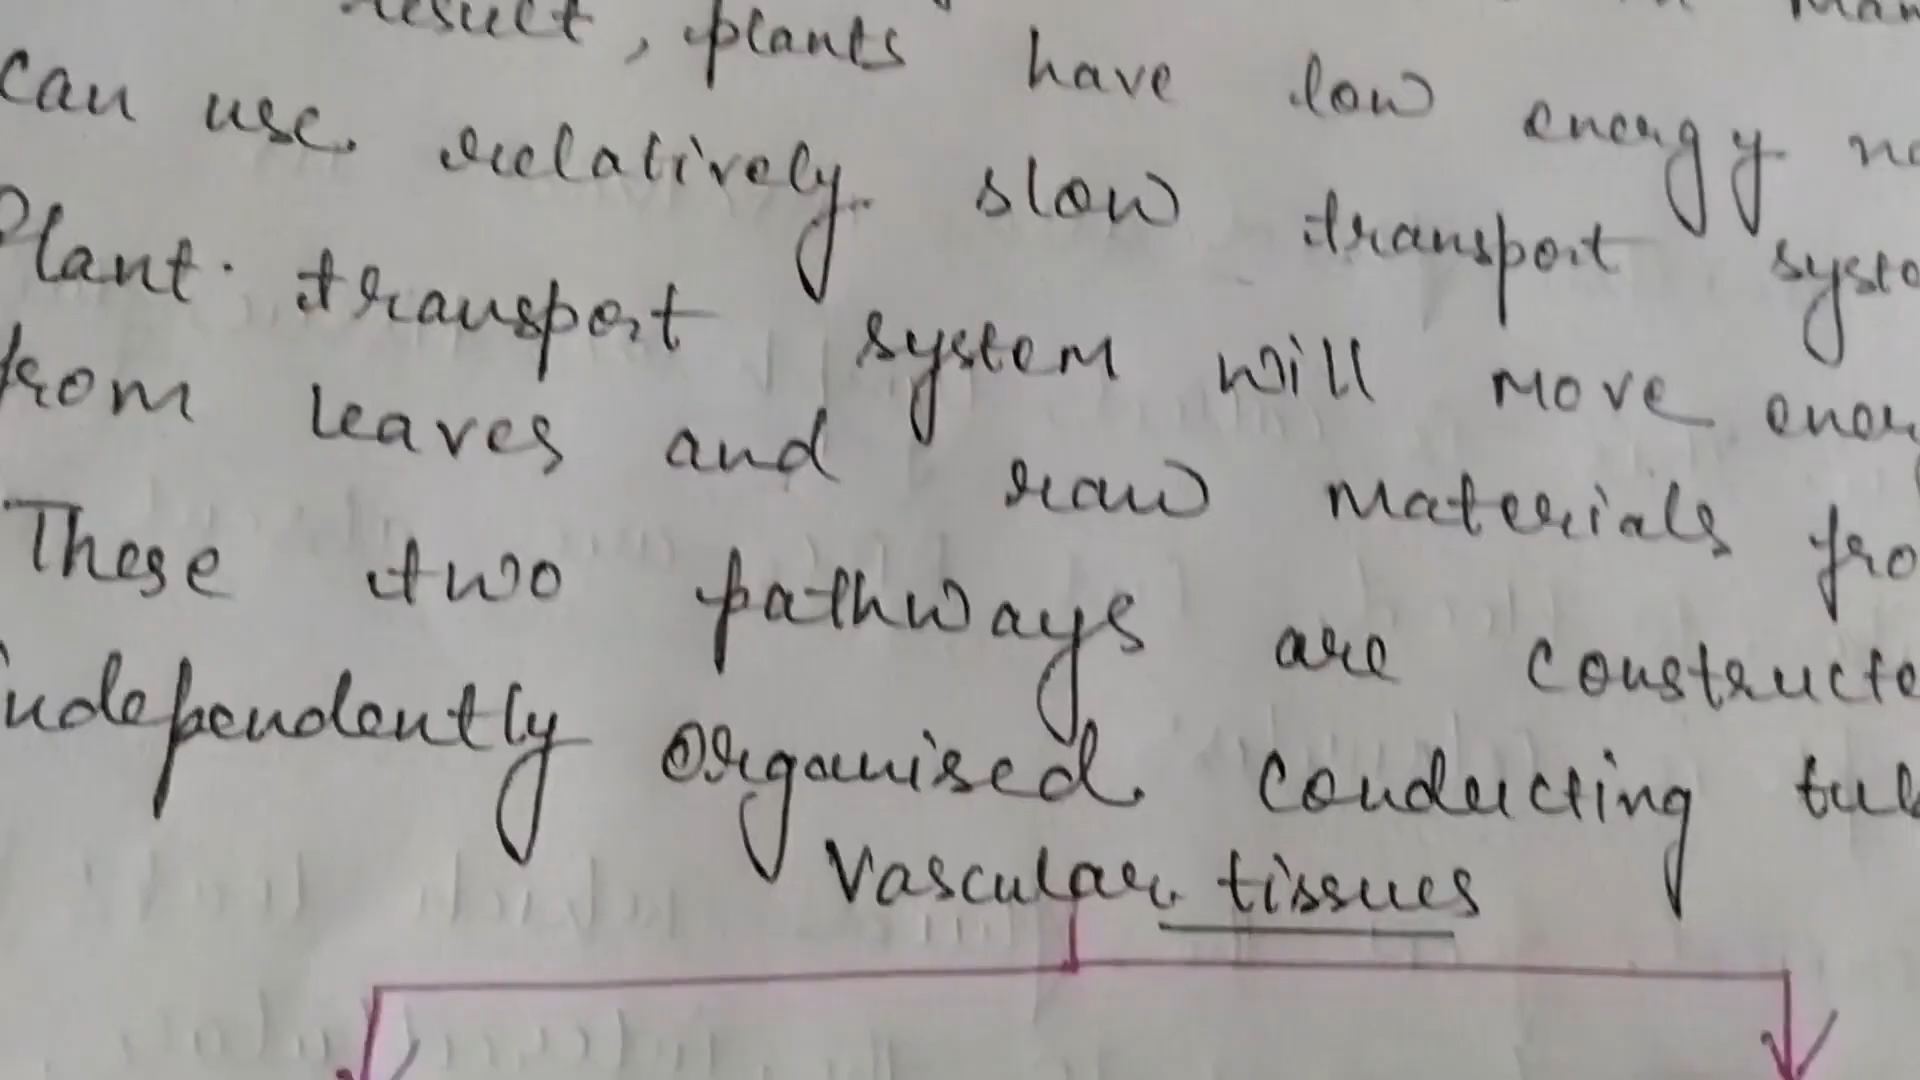 result, plants have low energy
can use relatively slow transport
Plant transport system will move
from leaves and raw materials
These two pathways are
independently organised conducting
Vascular tissues